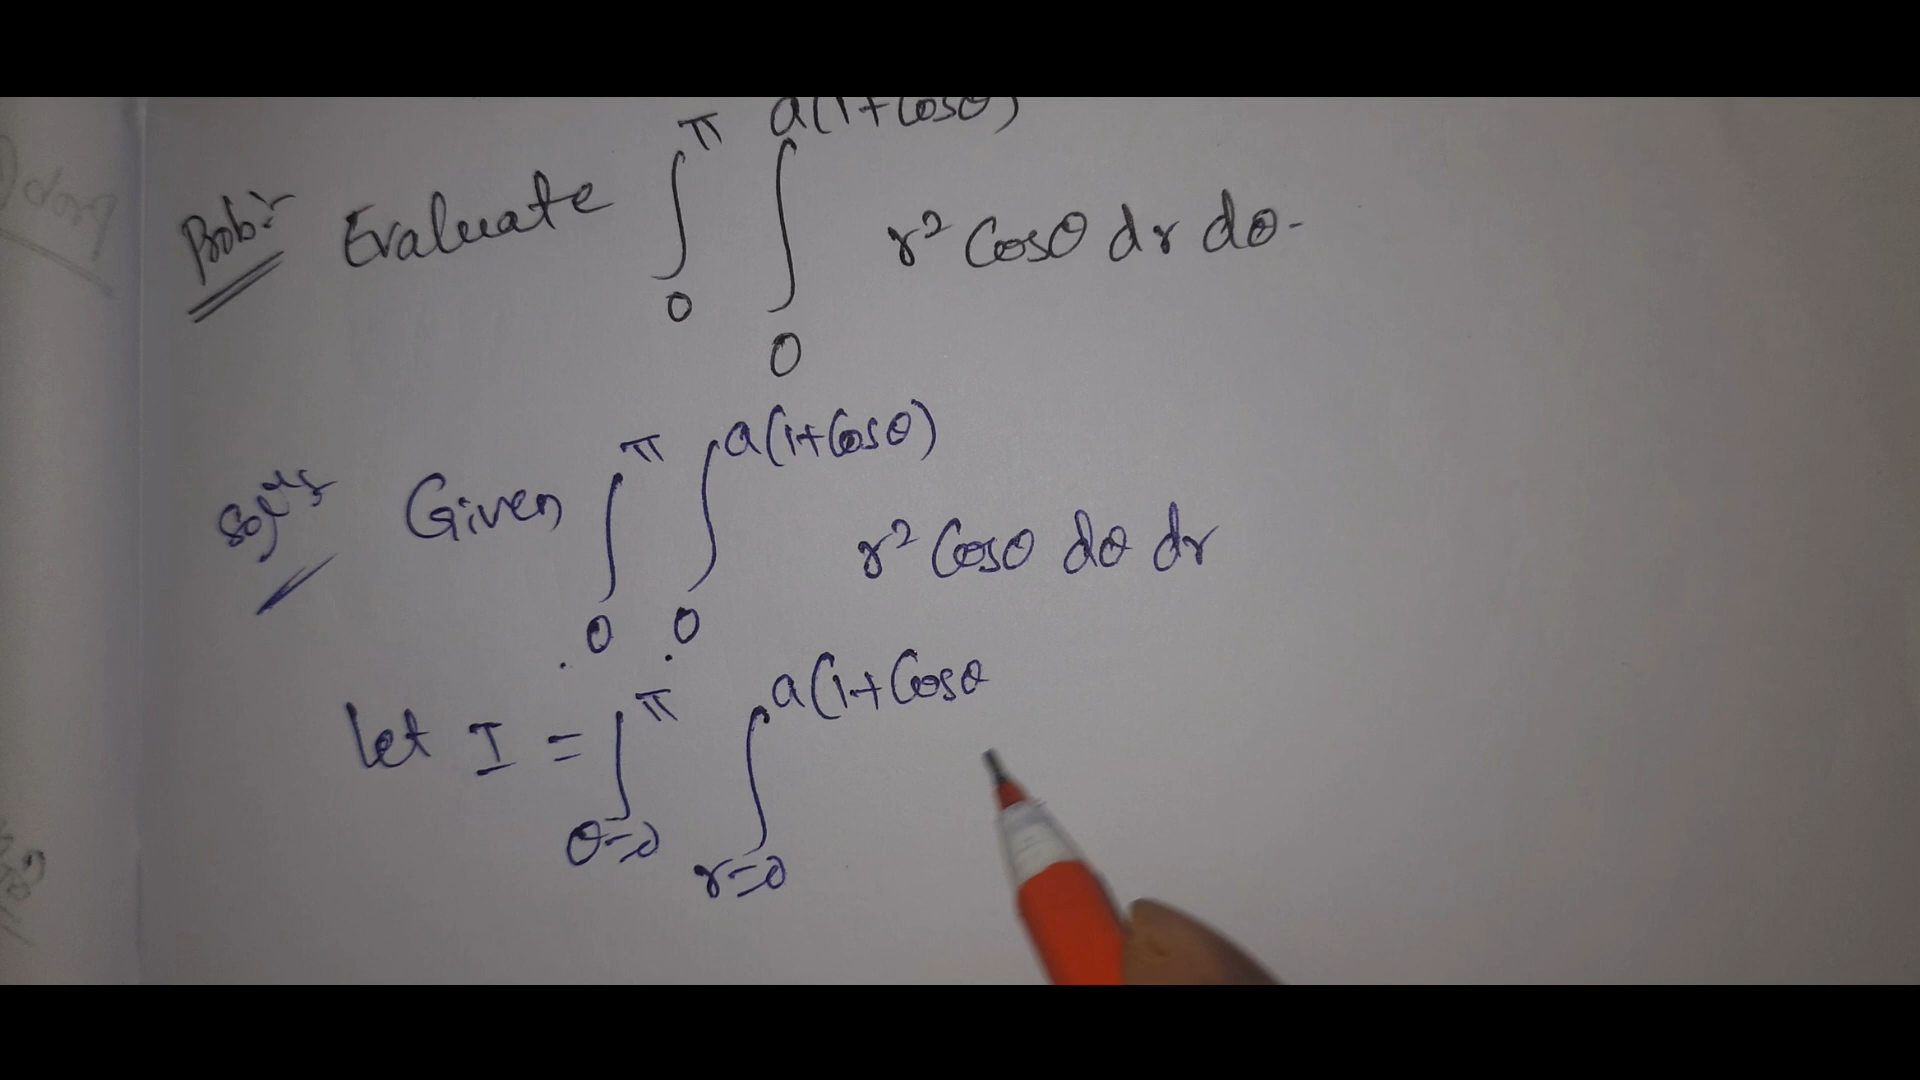 Prob:- Evaluate ∫₀^π ∫₀^a(1+Cosθ) r² Cosθ dr dθ.
Given ∫₀^π ∫₀^a(1+Cosθ) r² Cosθ dθ dr
let I = ∫_θ=0^π ∫_r=0^a(1+Cosθ